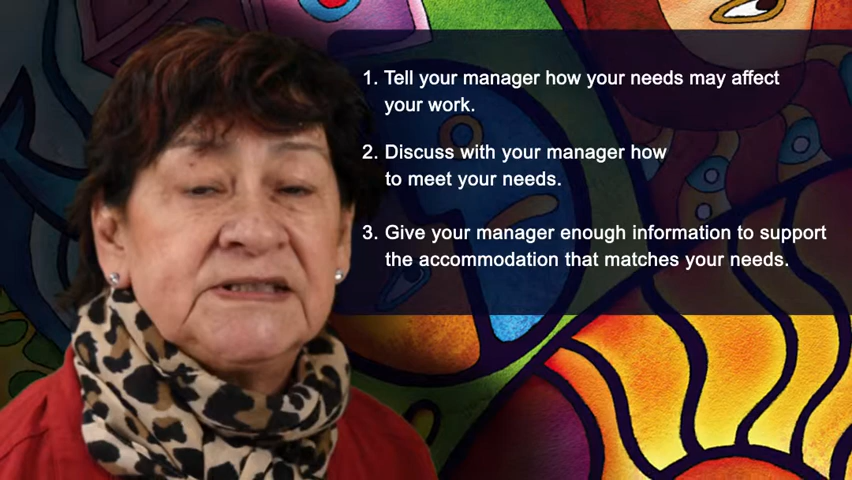 1. Tell your manager how your needs may affect
your work.
2. Discuss with your manager how
to meet your needs.
3. Give your manager enough information to support
the accommodation that matches your needs.